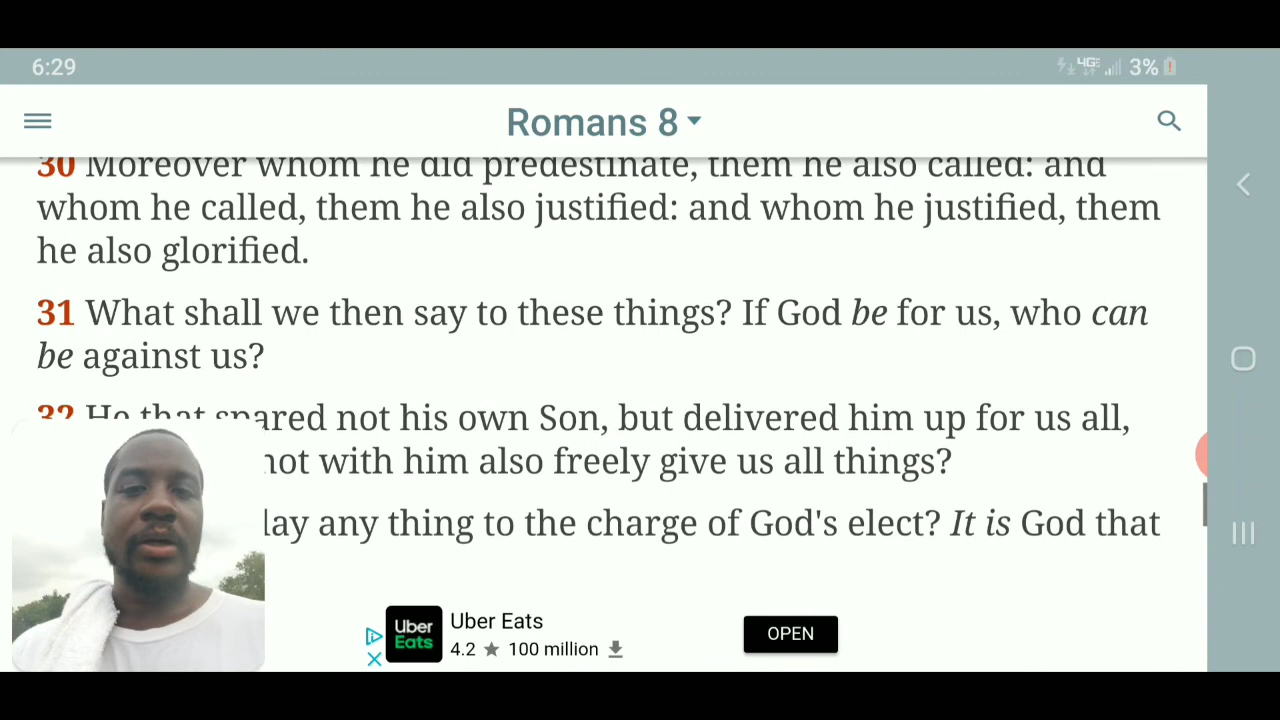 6:29
4GE 3%
Romans 8
30 Moreover whom he did predestinate, them he also called: and
whom he called, them he also justified: and whom he justified, them
he also glorified.
31 What shall we then say to these things? If God be for us, who can
be against us?
32 He that spared not his own Son, but delivered him up for us all,
not with him also freely give us all things?
lay any thing to the charge of God's elect? It is God that
Uber Eats
Uber Eats
4.2 ★ 100 million
OPEN